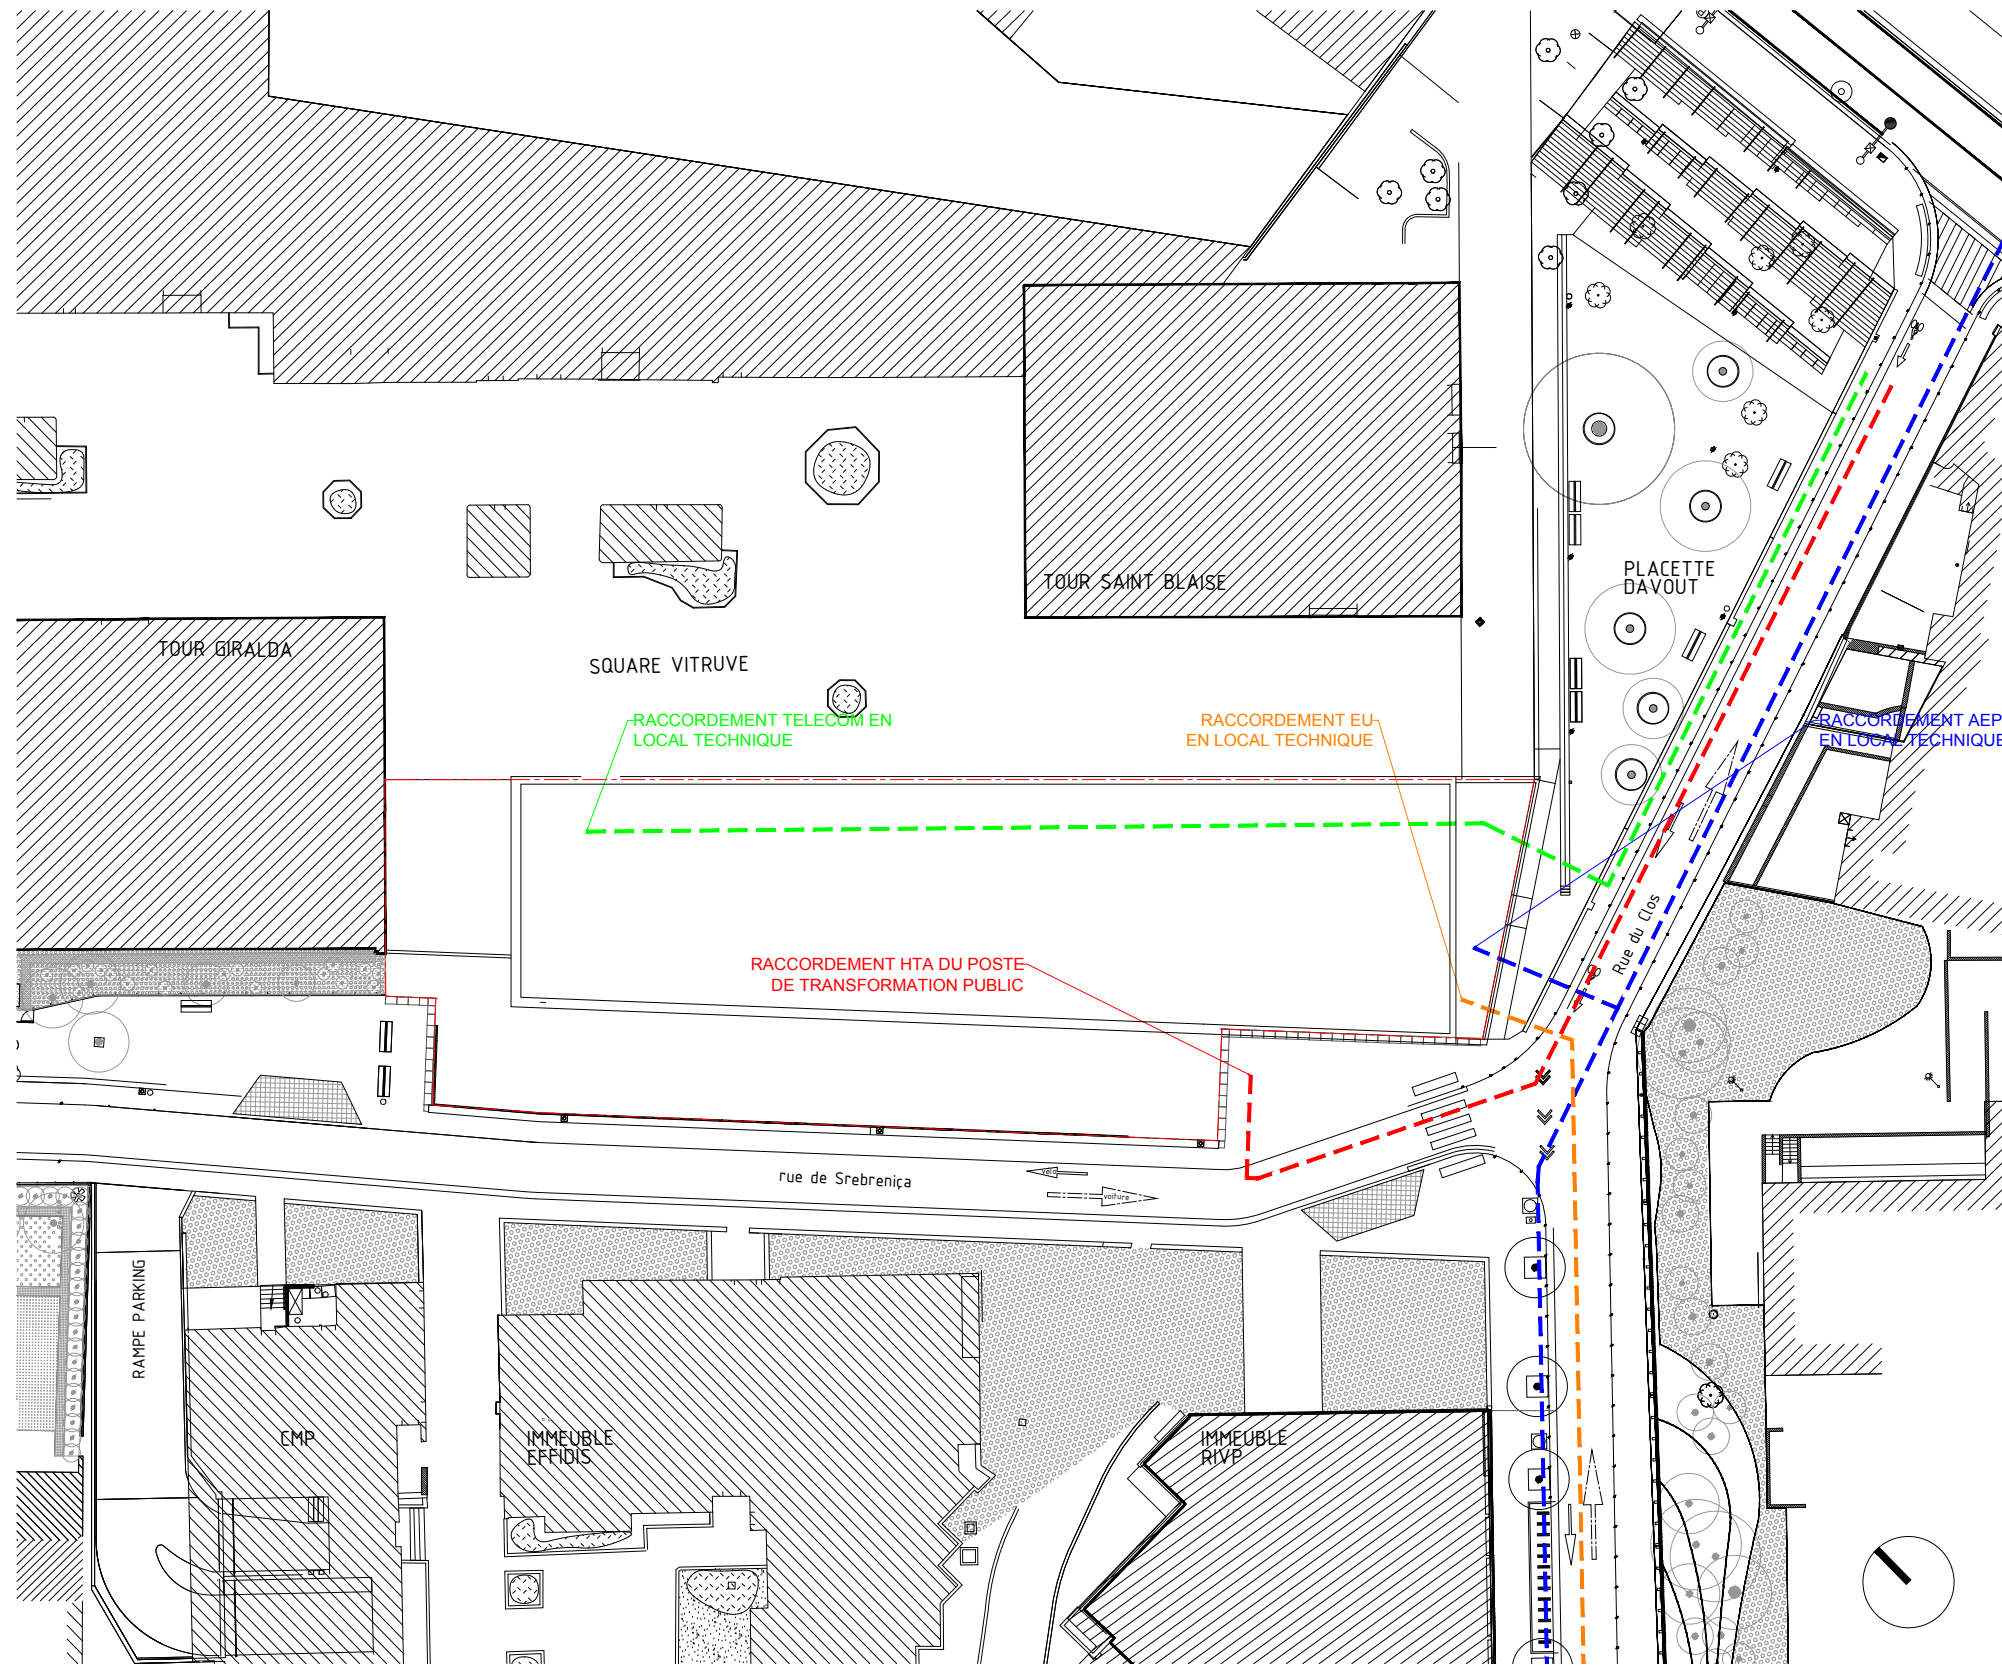 TOUR SAINT BLAISE
PLACETTE
DAVOUT
TOUR GIRALDA
SQUARE VITRUVE
RACCORDEMENT TELECOM EN
LOCAL TECHNIQUE
RACCORDEMENT EU
EN LOCAL TECHNIQUE
RACCORDEMENT AEP
EN LOCAL TECHNIQUE
Rue du Clos
RACCORDEMENT HTA DU POSTE
DE TRANSFORMATION PUBLIC
rue de Srebreniça
vélo
voiture
RAMPE PARKING
CMP
IMMEUBLE
EFFIDIS
IMMEUBLE
RIVP